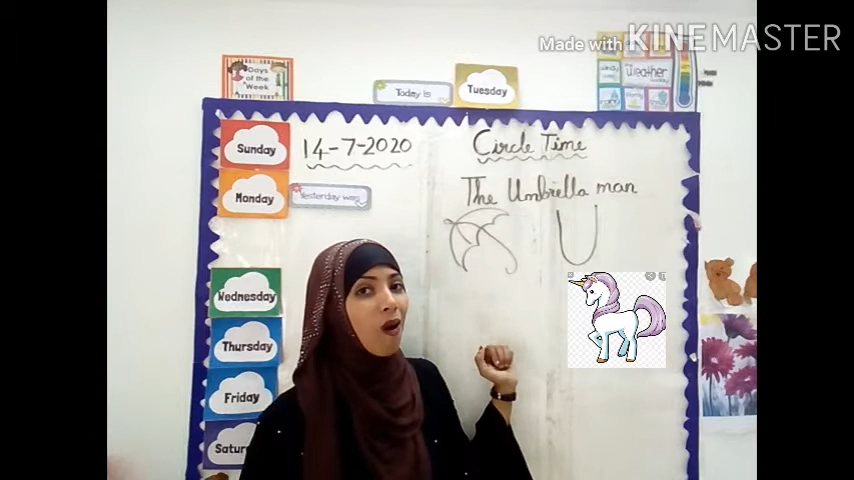 Made with KINEMASTER
Days
of the
Week
Today is
Tuesday
Weather
Sunday
14-7-2020
Circle Time
Monday
Yesterday was
The Umbrella man
U
Wednesday
Thursday
Friday
Satur